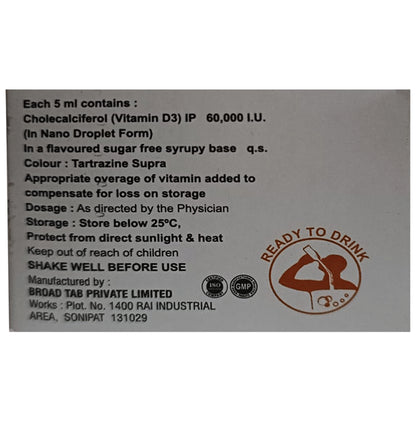 Each 5 ml contains :
Cholecalciferol (Vitamin D3) IP 60,000 I.U.
(In Nano Droplet Form)
In a flavoured sugar free syrupy base q.s.
Colour : Tartrazine Supra
Appropriate overage of vitamin added to
compensate for loss on storage
Dosage : As directed by the Physician
Storage : Store below 25ºC,
Protect from direct sunlight & heat
Keep out of reach of children
SHAKE WELL BEFORE USE
Manufactured by :
BROAD TAB PRIVATE LIMITED
Works : Plot. No. 1400 RAI INDUSTRIAL
AREA, SONIPAT 131029
ISO
GMP
READY TO DRINK